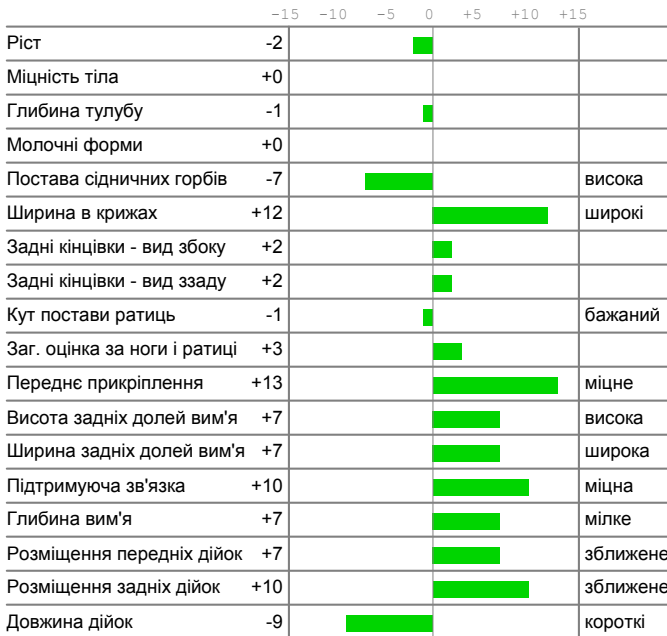 -15 -10 -5 0 +5 +10 +15
Ріст -2
Міцність тіла +0
Глибина тулубу -1
Молочні форми +0
Постава сідничних горбів -7 висока
Ширина в крижах +12 широкі
Задні кінцівки - вид збоку +2
Задні кінцівки - вид ззаду +2
Кут постави ратиць -1 бажаний
Заг. оцінка за ноги і ратиці +3
Переднє прикріплення +13 міцне
Висота задніх долей вим'я +7 висока
Ширина задніх долей вим'я +7 широка
Підтримуюча зв'язка +10 міцна
Глибина вим'я +7 мілке
Розміщення передніх дійок +7 зближене
Розміщення задніх дійок +10 зближене
Довжина дійок -9 короткі